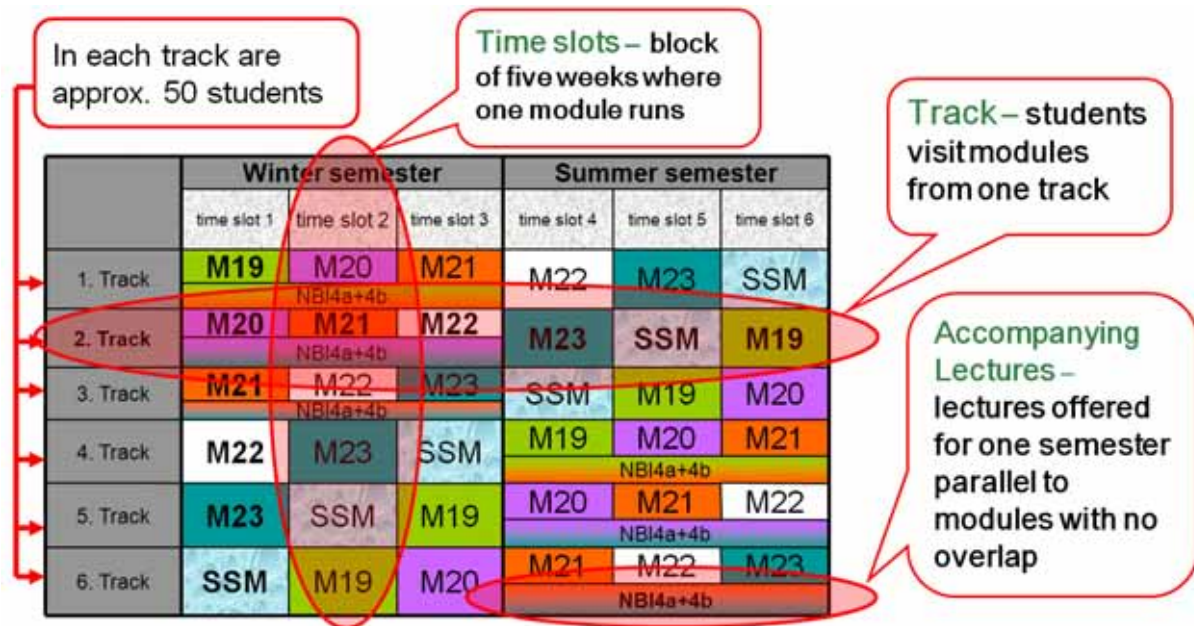 In each track are
approx. 50 students
Time slots – block
of five weeks where
one module runs
Track – students
visit modules
from one track
Accompanying
Lectures –
lectures offered
for one semester
parallel to
modules with no
overlap
Winter semester Summer semester
time slot 1 time slot 2 time slot 3 time slot 4 time slot 5 time slot 6
1. Track M19 M20 M21 M22 M23 SSM
NBI4a+4b
2. Track M20 M21 M22 M23 SSM M19
NBI4a+4b
3. Track M21 M22 M23 SSM M19 M20
NBI4a+4b
4. Track M22 M23 SSM M19 M20 M21
NBI4a+4b
5. Track M23 SSM M19 M20 M21 M22
NBI4a+4b
6. Track SSM M19 M20 M21 M22 M23
NBI4a+4b